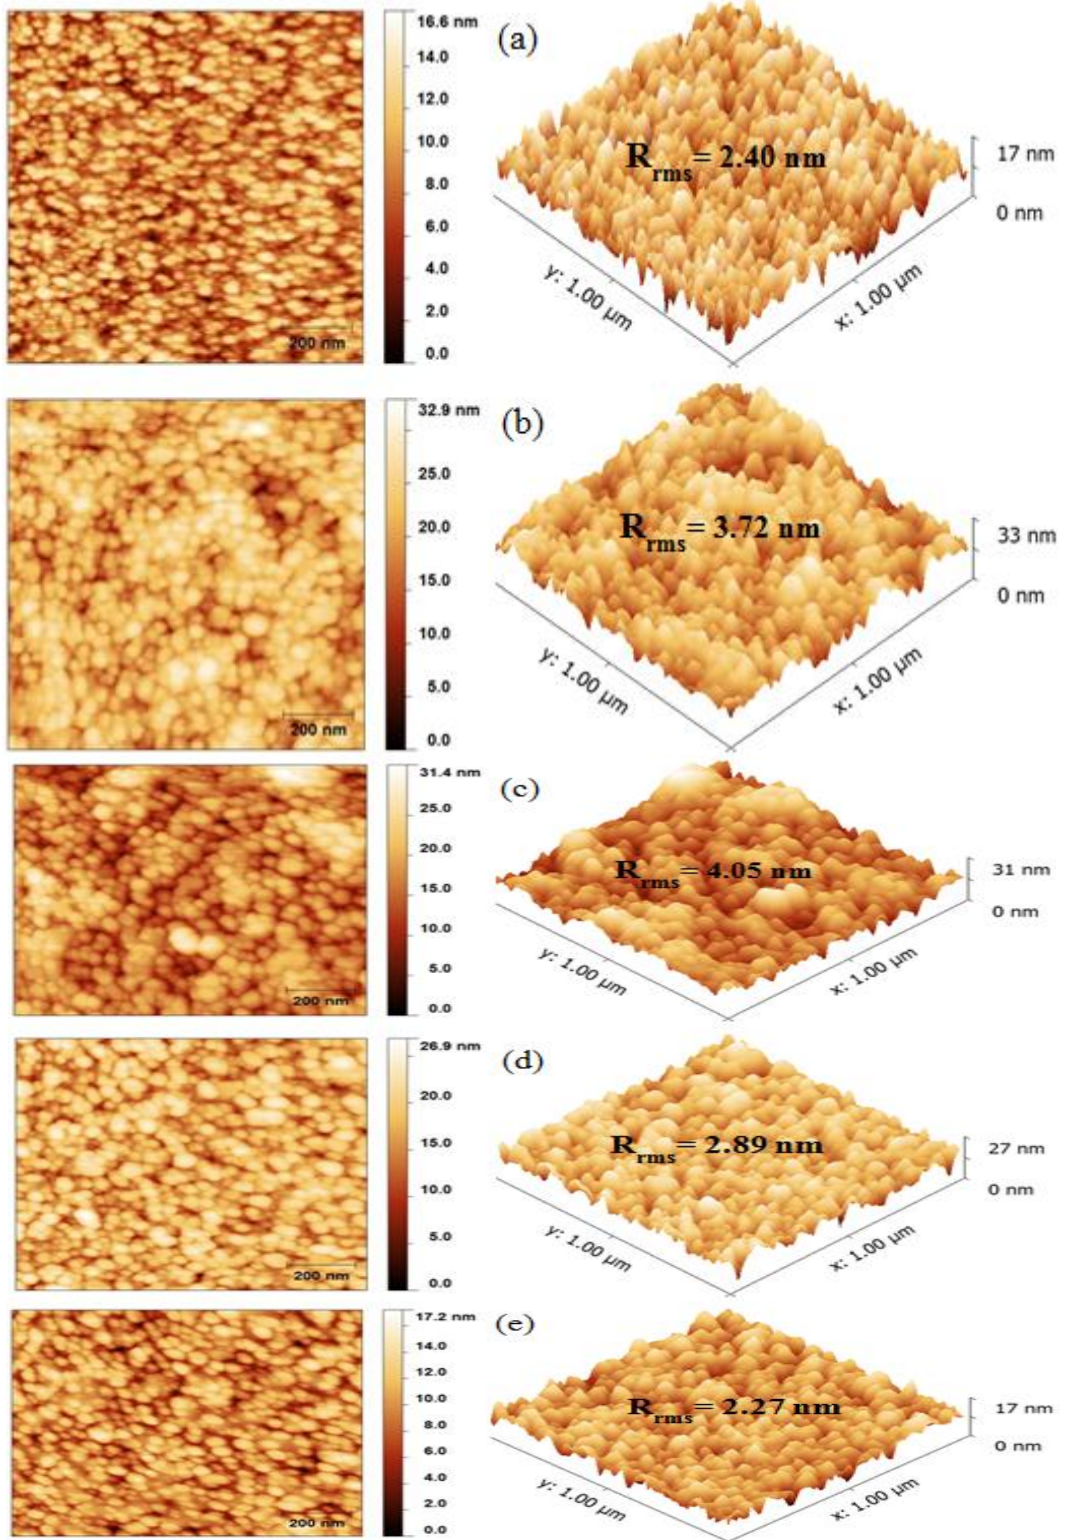 16.6 nm
14.0
12.0
10.0
8.0
6.0
4.0
2.0
0.0
200 nm
(a)
Rrms= 2.40 nm
17 nm
0 nm
y: 1.00 µm
x: 1.00 µm
32.9 nm
25.0
20.0
15.0
10.0
5.0
0.0
200 nm
(b)
Rrms= 3.72 nm
33 nm
0 nm
y: 1.00 µm
x: 1.00 µm
31.4 nm
25.0
20.0
15.0
10.0
5.0
0.0
200 nm
(c)
Rrms= 4.05 nm
31 nm
0 nm
y: 1.00 µm
x: 1.00 µm
26.9 nm
20.0
15.0
10.0
5.0
0.0
200 nm
(d)
Rrms= 2.89 nm
27 nm
0 nm
y: 1.00 µm
x: 1.00 µm
17.2 nm
14.0
12.0
10.0
8.0
6.0
4.0
2.0
0.0
200 nm
(e)
Rrms= 2.27 nm
17 nm
0 nm
y: 1.00 µm
x: 1.00 µm